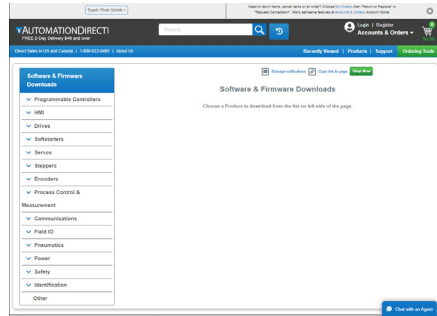 Supply Chain Update >
Need to return items, cancel items or an order? Choose My Orders, then "Return or Replace" or
"Request Cancellation". Many self-serve features at Accounts & Orders, Account Home.
AUTOMATIONDIRECT!
FREE 2-Day Delivery $49 and over
Search
Login | Register
Accounts & Orders
0
$0.00
Direct Sales in US and Canada | 1-800-633-0405 | About Us
Recently Viewed | Products | Support
Ordering Tools
Software & Firmware
Downloads
Programmable Controllers
HMI
Drives
Softstarters
Servos
Steppers
Encoders
Process Control &
Measurement
Communications
Field IO
Pneumatics
Power
Safety
Identification
Other
Manage notifications
Copy link to page
Shop Now
Software & Firmware Downloads
Choose a Product to download from the list on left side of the page.
Chat with an Agent